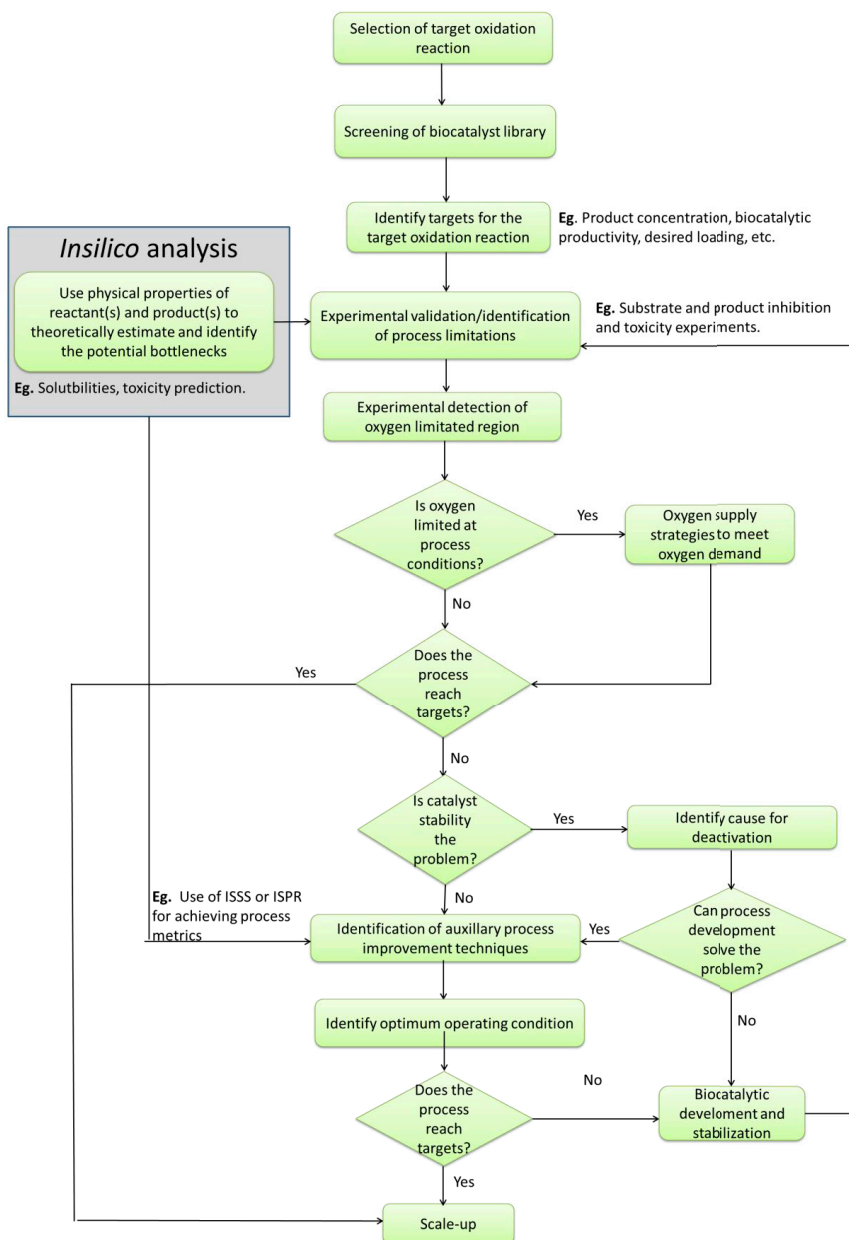 Selection of target oxidation
reaction
Screening of biocatalyst library
Identify targets for the
target oxidation reaction
Eg. Product concentration, biocatalytic
productivity, desired loading, etc.
Insilico analysis
Use physical properties of
reactant(s) and product(s) to
theoretically estimate and identify
the potential bottlenecks
Eg. Solutbilities, toxicity prediction.
Experimental validation/identification
of process limitations
Eg. Substrate and product inhibition
and toxicity experiments.
Experimental detection of
oxygen limitated region
Is oxygen
limited at
process
conditions?
Yes
Oxygen supply
strategies to meet
oxygen demand
No
Does the
process
reach
targets?
Yes
No
Is catalyst
stability
the
problem?
Yes
Identify cause for
deactivation
No
Eg. Use of ISSS or ISPR
for achieving process
metrics
Identification of auxillary process
improvement techniques
Yes
Can process
development
solve the
problem?
No
Identify optimum operating condition
Does the
process
reach
targets?
No
Biocatalytic
develoment and
stabilization
Yes
Scale-up